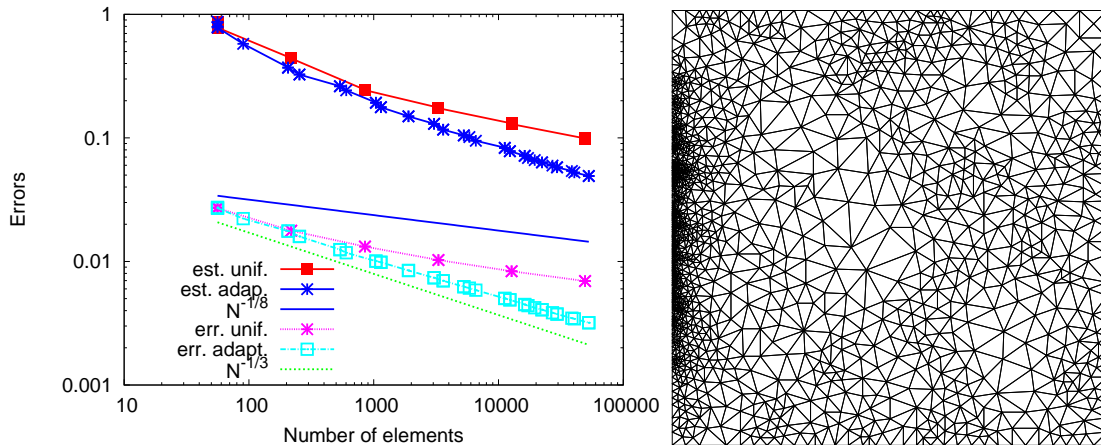 1
0.1
0.01
0.001
Errors
est. unif.
est. adap.
N^-1/8
err. unif.
err. adapt.
N^-1/3
10 100 1000 10000 100000
Number of elements